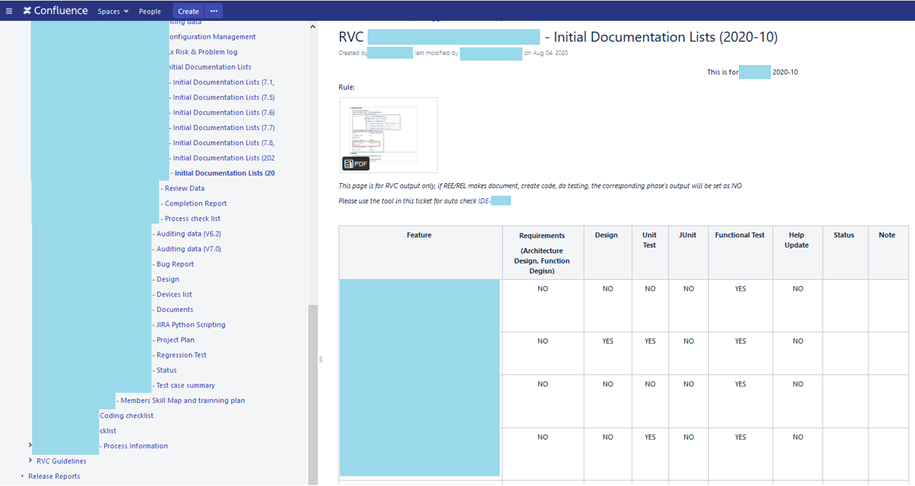 Confluence Spaces People Create ...
iting data
onfiguration Management
x Risk & Problem log
nitial Documentation Lists
- Initial Documentation Lists (7.1,
- Initial Documentation Lists (7.5)
- Initial Documentation Lists (7.6)
- Initial Documentation Lists (7.7)
- Initial Documentation Lists (7.8,
- Initial Documentation Lists (202
- Initial Documentation Lists (20
- Review Data
- Completion Report
- Process check list
- Auditing data (V6.2)
- Auditing data (V7.0)
- Bug Report
- Design
- Devices list
- Documents
- JIRA Python Scripting
- Project Plan
- Regression Test
- Status
- Test case summary
- Members Skill Map and trainning plan
Coding checklist
cklist
- Process Information
RVC Guidelines
Release Reports
RVC - Initial Documentation Lists (2020-10)
Created by last modified by on Aug 04, 2020
This is for 2020-10
Rule:
PDF
This page is for RVC output only, if REE/REL makes document, create code, do testing, the corresponding phase's output will be set as NO
Please use the tool in this ticket for auto check IDE-
Feature Requirements (Architecture Design, Function Degisn) Design Unit Test JUnit Functional Test Help Update Status Note
NO NO NO NO YES NO
NO YES YES NO YES NO
NO NO NO NO YES NO
NO NO YES NO YES NO